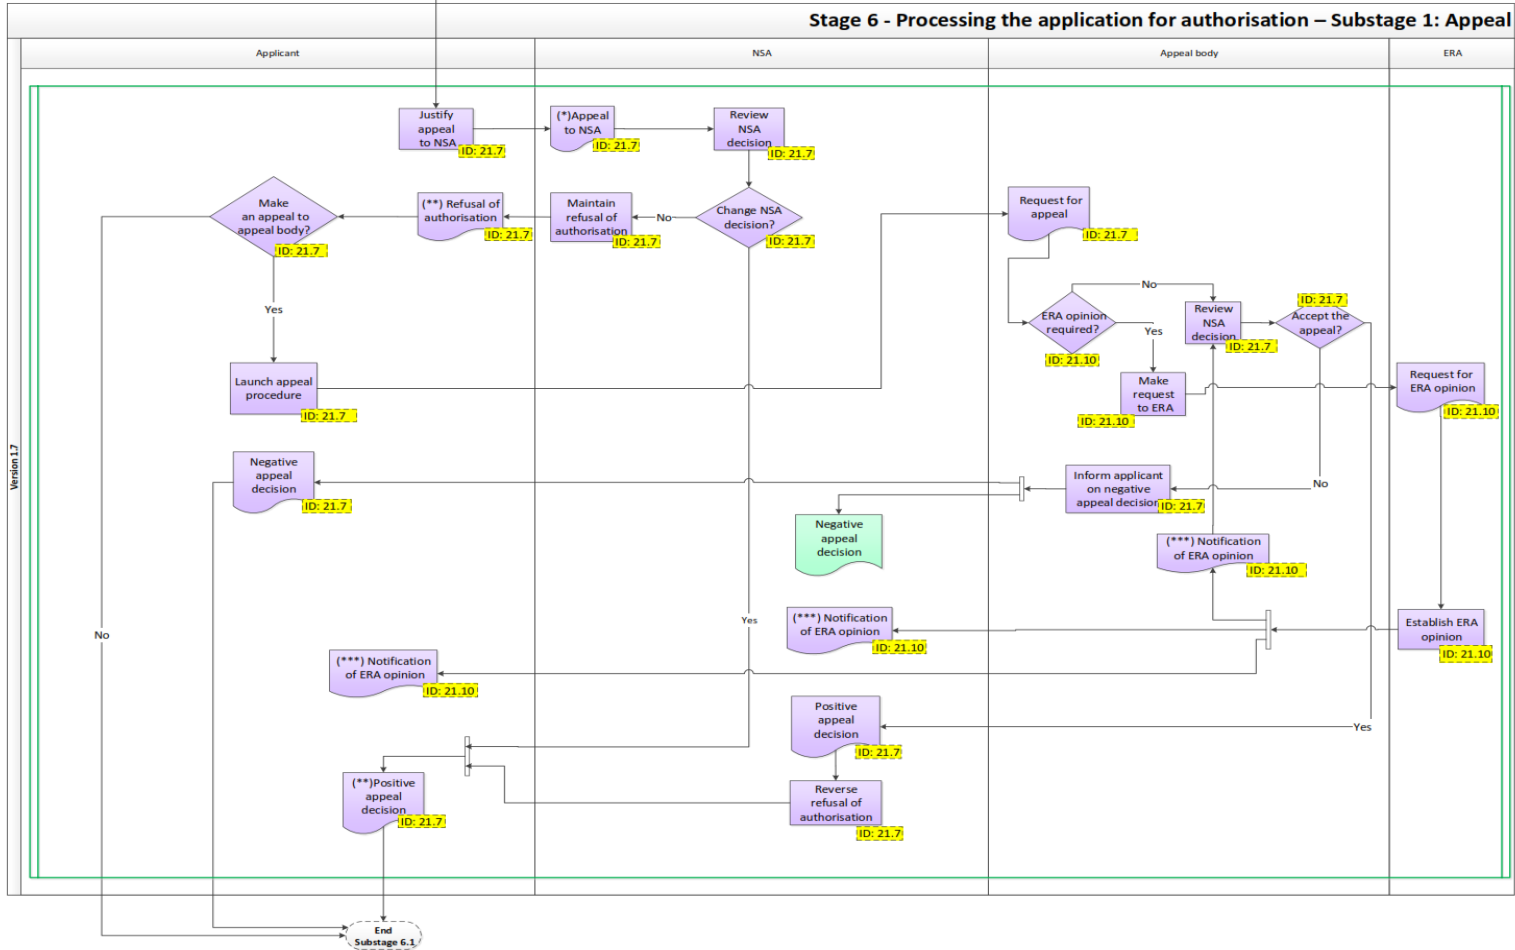 Stage 6 - Processing the application for authorisation – Substage 1: Appeal
Applicant
NSA
Appeal body
ERA
Version 1.7
Justify
appeal
to NSA
ID: 21.7
(*)Appeal
to NSA
ID: 21.7
Review
NSA
decision
ID: 21.7
Make
an appeal to
appeal body?
ID: 21.7
(**) Refusal of
authorisation
ID: 21.7
Maintain
refusal of
authorisation
ID: 21.7
No
Change NSA
decision?
ID: 21.7
Request for
appeal
ID: 21.7
Yes
No
ERA opinion
required?
ID: 21.10
Yes
Review
NSA
decision
ID: 21.7
ID: 21.7
Accept the
appeal?
Launch appeal
procedure
ID: 21.7
Make
request
to ERA
ID: 21.10
Request for
ERA opinion
ID: 21.10
Negative
appeal
decision
ID: 21.7
Inform applicant
on negative
appeal decision
ID: 21.7
No
Negative
appeal
decision
(***) Notification
of ERA opinion
ID: 21.10
No
Yes
(***) Notification
of ERA opinion
ID: 21.10
Establish ERA
opinion
ID: 21.10
(***) Notification
of ERA opinion
ID: 21.10
Positive
appeal
decision
ID: 21.7
Yes
(**)Positive
appeal
decision
ID: 21.7
Reverse
refusal of
authorisation
ID: 21.7
End
Substage 6.1